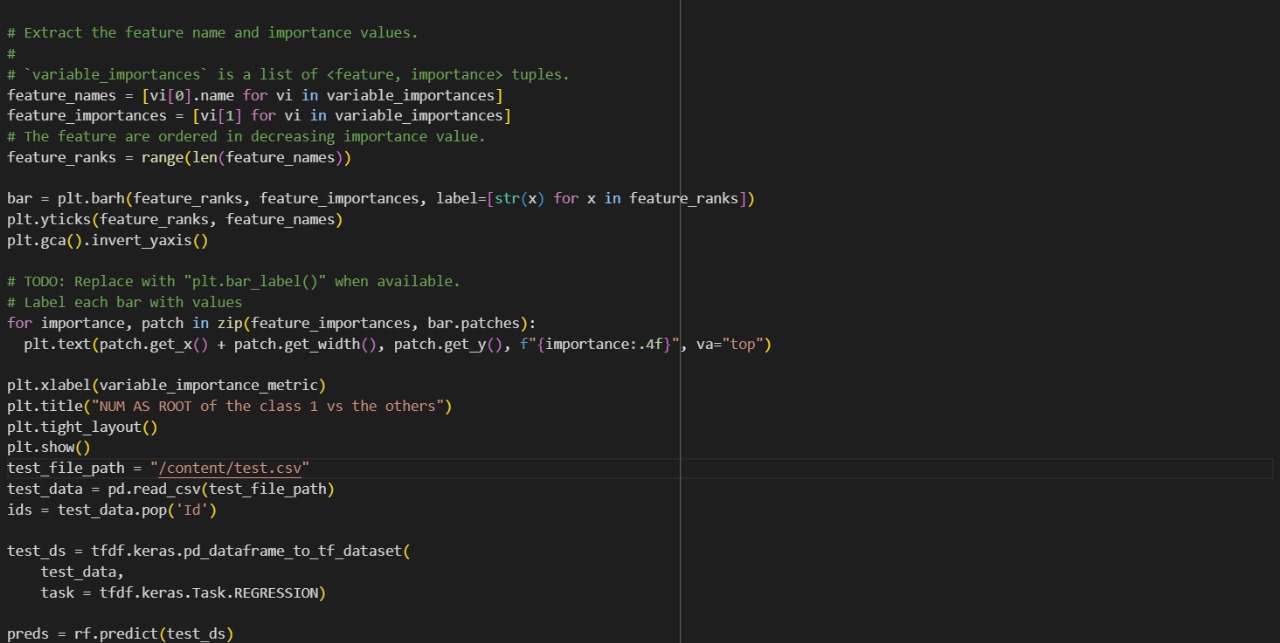 # Extract the feature name and importance values.
#
# `variable_importances` is a list of <feature, importance> tuples.
feature_names = [vi[0].name for vi in variable_importances]
feature_importances = [vi[1] for vi in variable_importances]
# The feature are ordered in decreasing importance value.
feature_ranks = range(len(feature_names))

bar = plt.barh(feature_ranks, feature_importances, label=[str(x) for x in feature_ranks])
plt.yticks(feature_ranks, feature_names)
plt.gca().invert_yaxis()

# TODO: Replace with "plt.bar_label()" when available.
# Label each bar with values
for importance, patch in zip(feature_importances, bar.patches):
  plt.text(patch.get_x() + patch.get_width(), patch.get_y(), f"{importance:.4f}", va="top")

plt.xlabel(variable_importance_metric)
plt.title("NUM AS ROOT of the class 1 vs the others")
plt.tight_layout()
plt.show()
test_file_path = "/content/test.csv"
test_data = pd.read_csv(test_file_path)
ids = test_data.pop('Id')

test_ds = tfdf.keras.pd_dataframe_to_tf_dataset(
    test_data,
    task = tfdf.keras.Task.REGRESSION)

preds = rf.predict(test_ds)